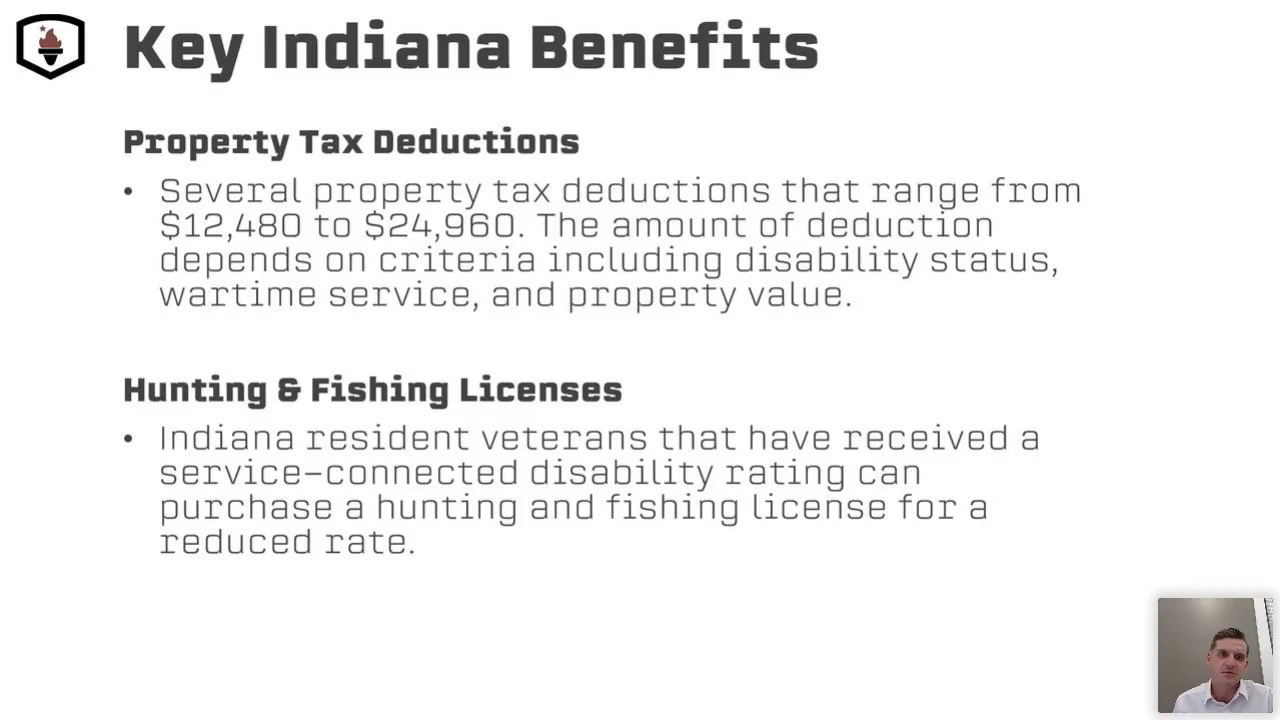 Key Indiana Benefits
Property Tax Deductions
• Several property tax deductions that range from
$12,480 to $24,960. The amount of deduction
depends on criteria including disability status,
wartime service, and property value.
Hunting & Fishing Licenses
• Indiana resident veterans that have received a
service-connected disability rating can
purchase a hunting and fishing license for a
reduced rate.